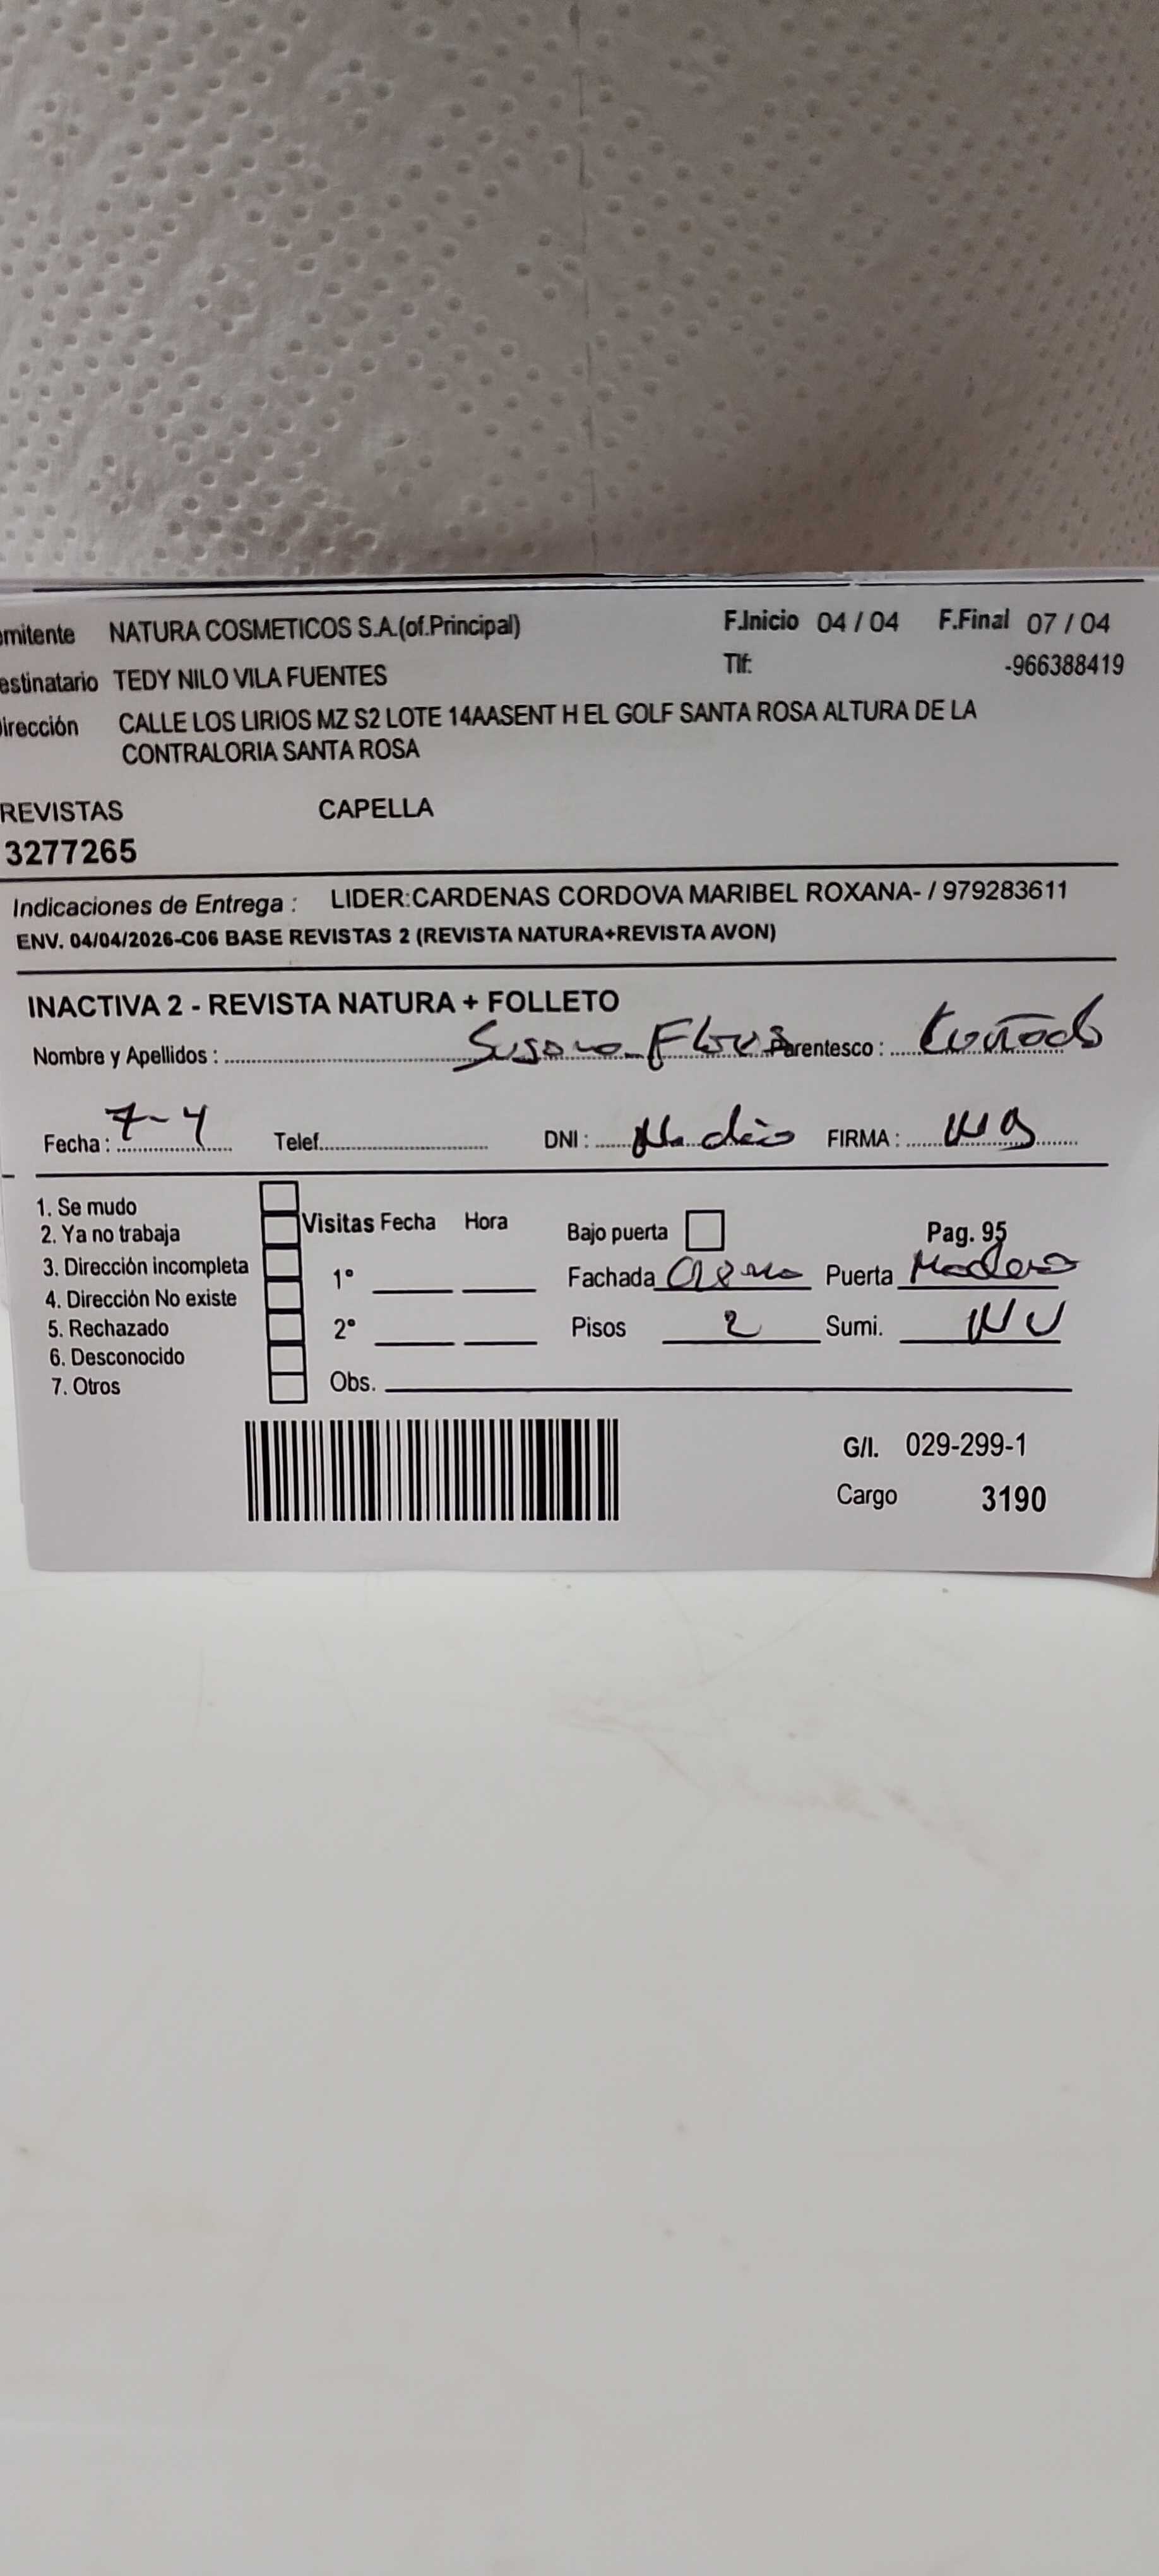 mitente NATURA COSMETICOS S.A.(of.Principal) F.Inicio 04 / 04 F.Final 07 / 04
estinatario TEDY NILO VILA FUENTES Tlf: -966388419
irección CALLE LOS LIRIOS MZ S2 LOTE 14AASENT H EL GOLF SANTA ROSA ALTURA DE LA
CONTRALORIA SANTA ROSA
REVISTAS CAPELLA
3277265
Indicaciones de Entrega : LIDER:CARDENAS CORDOVA MARIBEL ROXANA- / 979283611
ENV. 04/04/2026-C06 BASE REVISTAS 2 (REVISTA NATURA+REVISTA AVON)
INACTIVA 2 - REVISTA NATURA + FOLLETO
Nombre y Apellidos : Susana Flores Parentesco :
Fecha : 7-4 Telef. DNI : FIRMA :
1. Se mudo
2. Ya no trabaja Visitas Fecha Hora Bajo puerta Pag. 95
3. Dirección incompleta 1° Fachada Puerta Madera
4. Dirección No existe
5. Rechazado 2° Pisos 2 Sumi.
6. Desconocido
7. Otros Obs.
G/I. 029-299-1
Cargo 3190